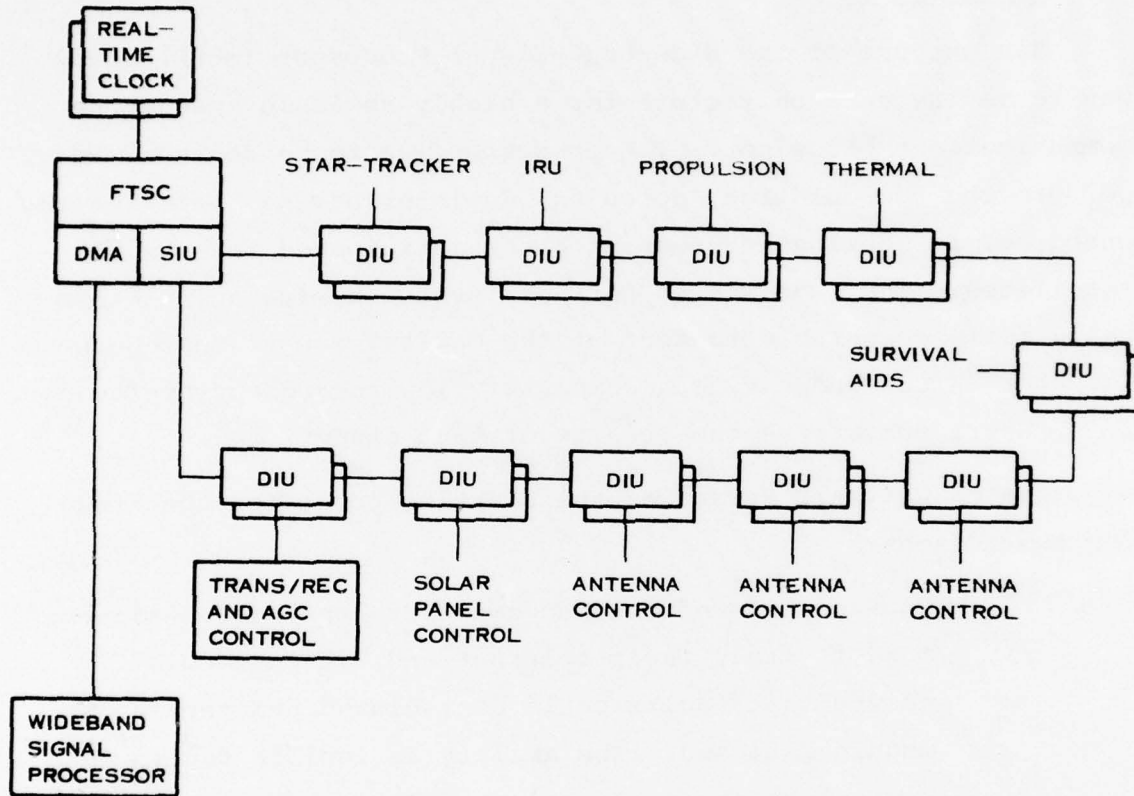 REAL-
TIME
CLOCK
FTSC
DMA
SIU
STAR-TRACKER
IRU
PROPULSION
THERMAL
DIU
DIU
DIU
DIU
SURVIVAL
AIDS
DIU
DIU
DIU
DIU
DIU
DIU
TRANS/REC
AND AGC
CONTROL
SOLAR
PANEL
CONTROL
ANTENNA
CONTROL
ANTENNA
CONTROL
ANTENNA
CONTROL
WIDEBAND
SIGNAL
PROCESSOR